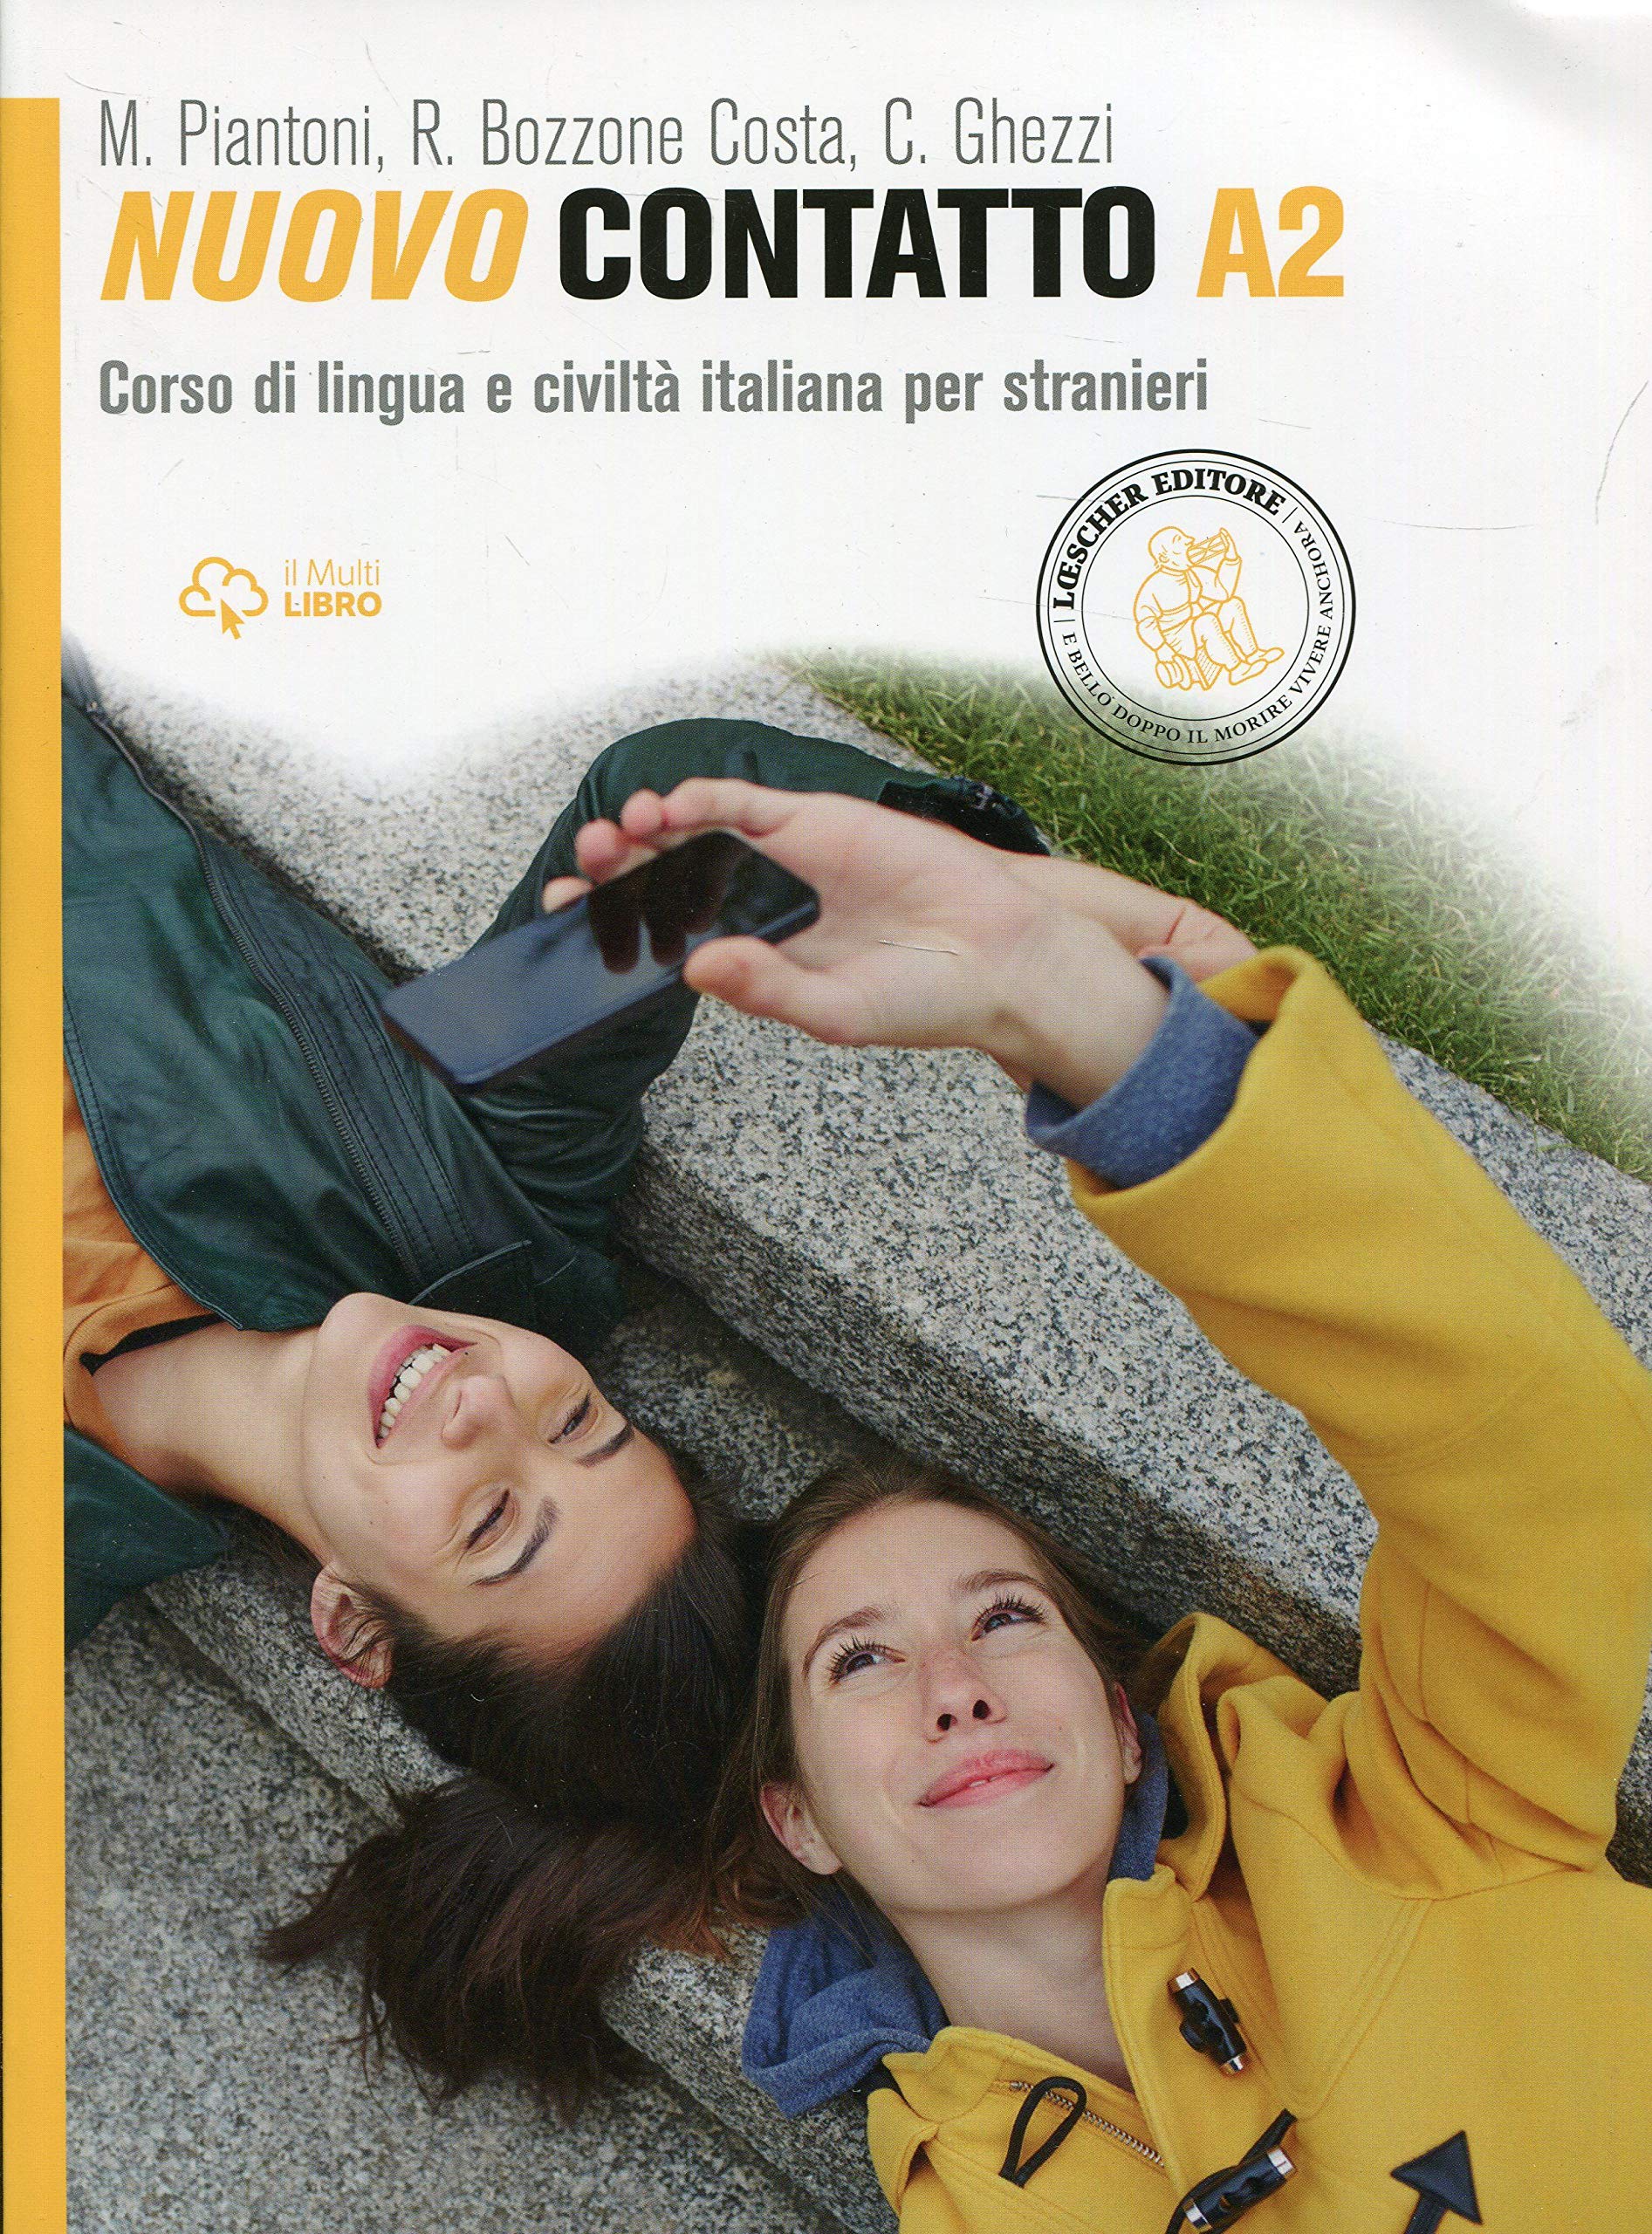 M. Piantoni, R. Bozzone Costa, C. Ghezzi
NUOVO CONTATTO A2
Corso di lingua e civiltà italiana per stranieri
il Multi
LIBRO
LŒSCHER EDITORE | E BELLO DOPPO IL MORIRE VIVERE ANCHORA |